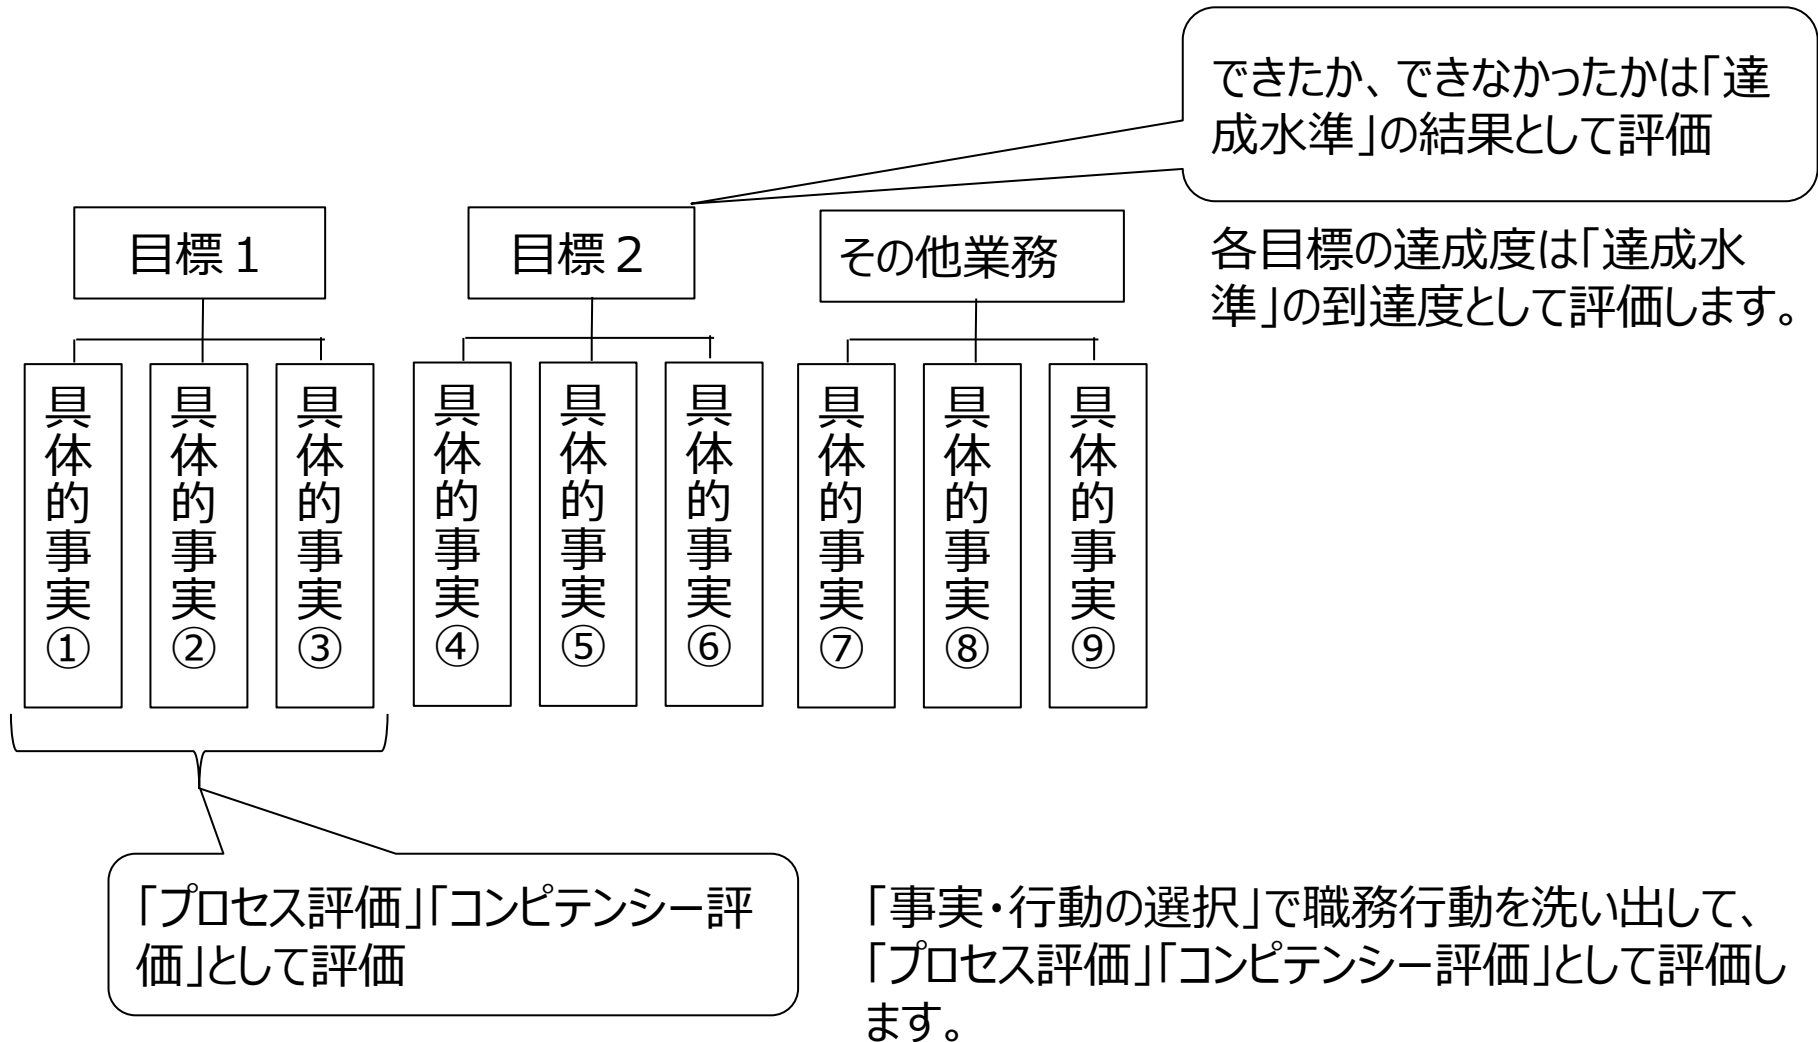 できたか、できなかったかは「達
成水準」の結果として評価
目標１
目標２
その他業務
各目標の達成度は「達成水
準」の到達度として評価します。
具体的事実①
具体的事実②
具体的事実③
具体的事実④
具体的事実⑤
具体的事実⑥
具体的事実⑦
具体的事実⑧
具体的事実⑨
「プロセス評価」「コンピテンシー評
価」として評価
「事実・行動の選択」で職務行動を洗い出して、
「プロセス評価」「コンピテンシー評価」として評価し
ます。